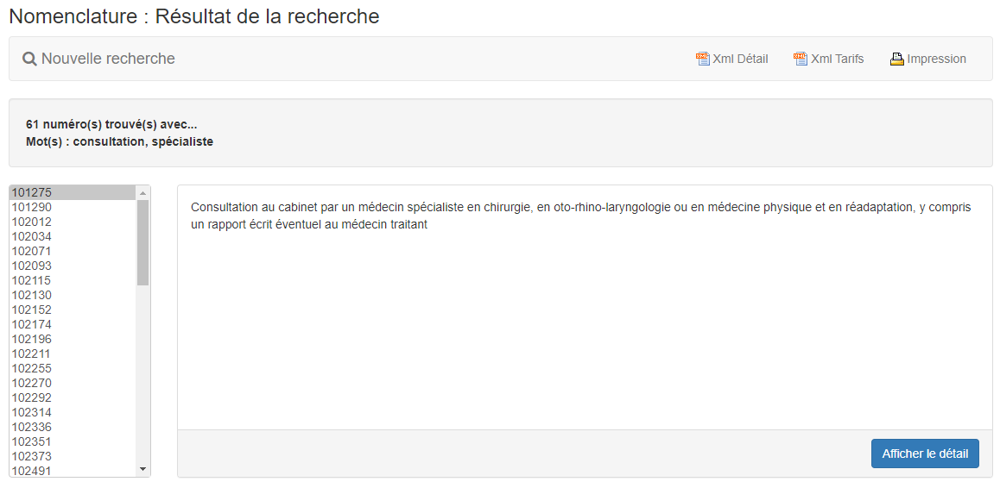 Nomenclature : Résultat de la recherche
Nouvelle recherche
Xml Détail
Xml Tarifs
Impression
61 numéro(s) trouvé(s) avec...
Mot(s) : consultation, spécialiste
101275
101290
102012
102034
102071
102093
102115
102130
102152
102174
102196
102211
102255
102270
102292
102314
102336
102351
102373
102491
Consultation au cabinet par un médecin spécialiste en chirurgie, en oto-rhino-laryngologie ou en médecine physique et en réadaptation, y compris
un rapport écrit éventuel au médecin traitant
Afficher le détail